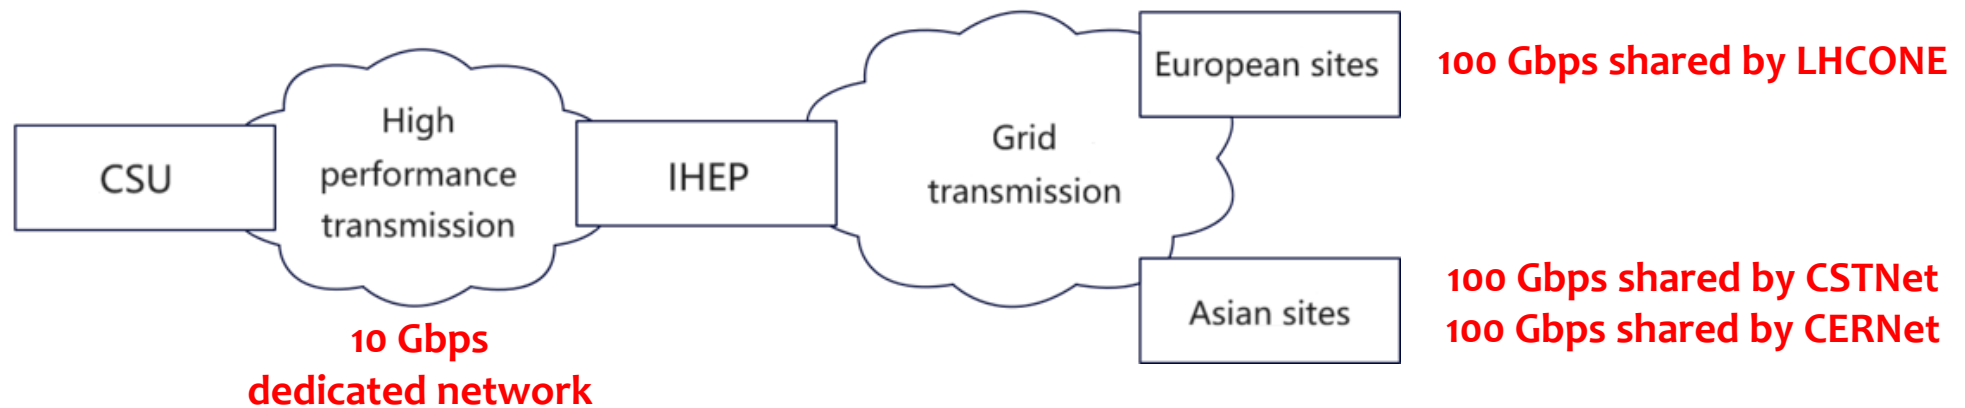 CSU
High
performance
transmission
10 Gbps
dedicated network
IHEP
Grid
transmission
European sites
100 Gbps shared by LHCONE
Asian sites
100 Gbps shared by CSTNet
100 Gbps shared by CERNet